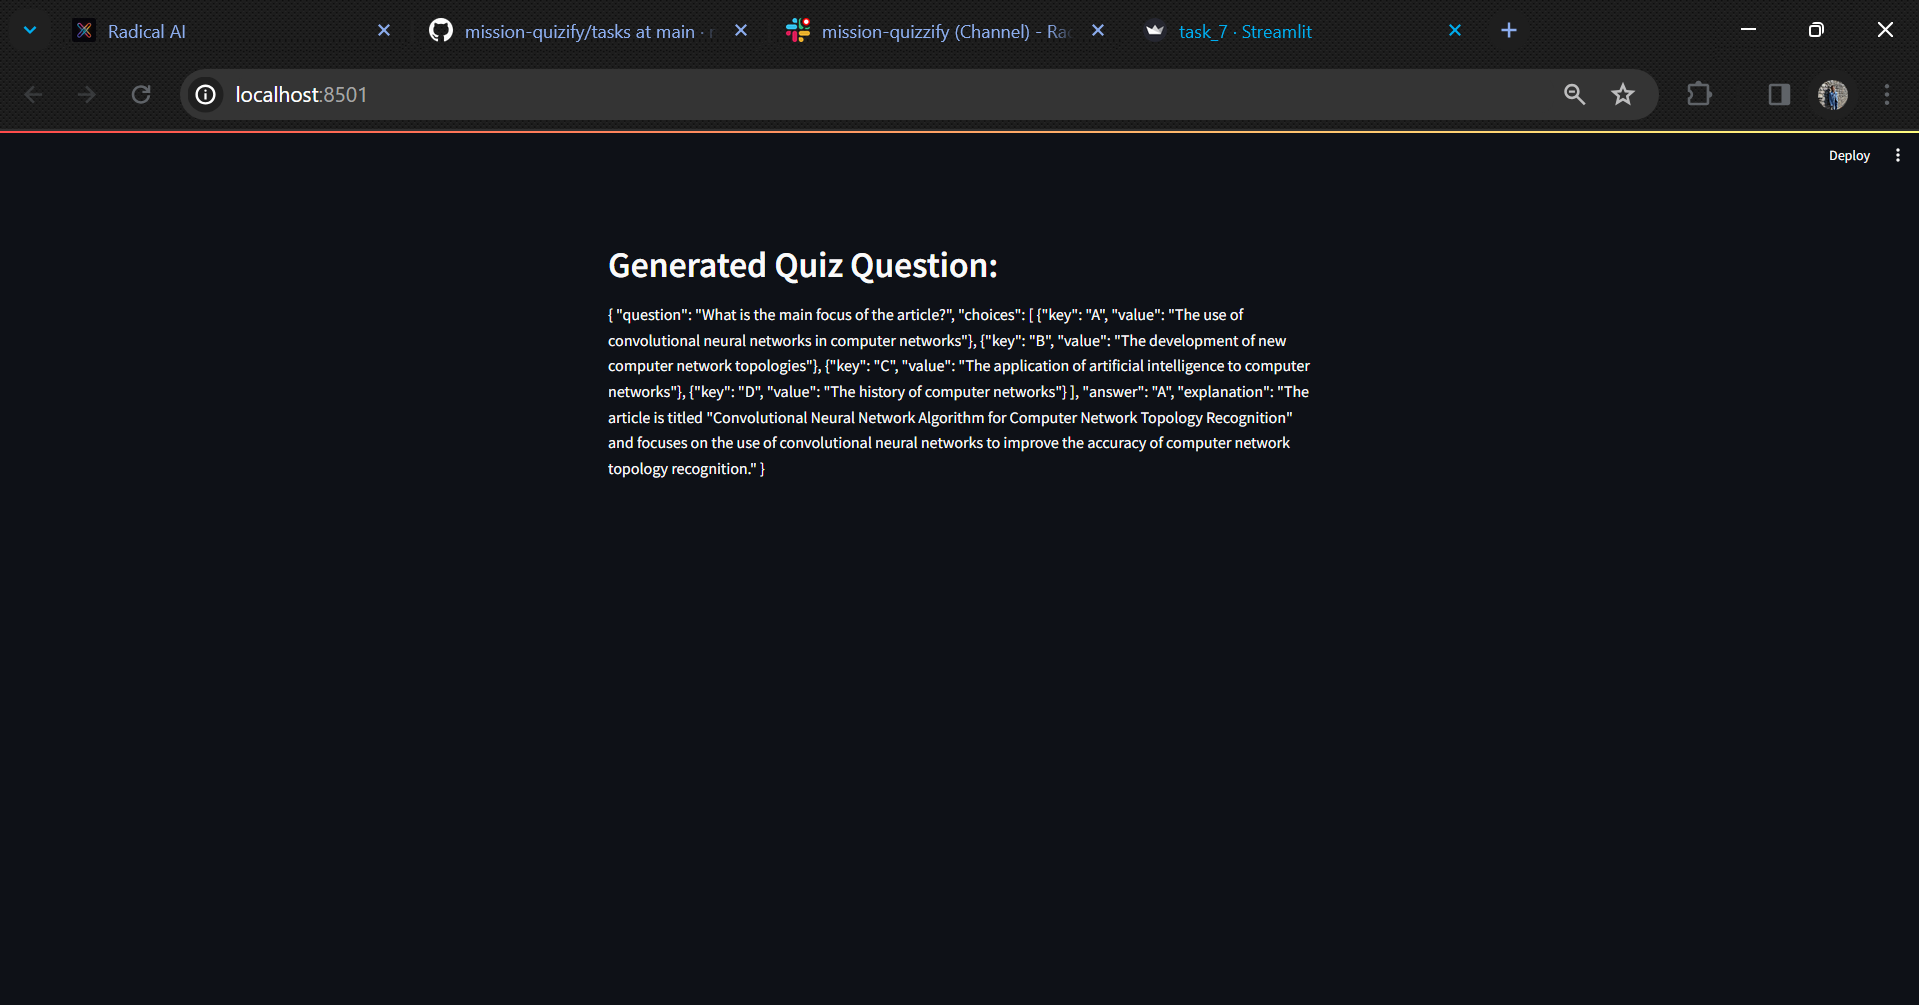 Radical AI
mission-quizify/tasks at main ·
mission-quizzify (Channel) - Ra
task_7 · Streamlit
localhost:8501
Deploy
Generated Quiz Question:
{ "question": "What is the main focus of the article?", "choices": [ {"key": "A", "value": "The use of
convolutional neural networks in computer networks"}, {"key": "B", "value": "The development of new
computer network topologies"}, {"key": "C", "value": "The application of artificial intelligence to computer
networks"}, {"key": "D", "value": "The history of computer networks"} ], "answer": "A", "explanation": "The
article is titled "Convolutional Neural Network Algorithm for Computer Network Topology Recognition"
and focuses on the use of convolutional neural networks to improve the accuracy of computer network
topology recognition." }